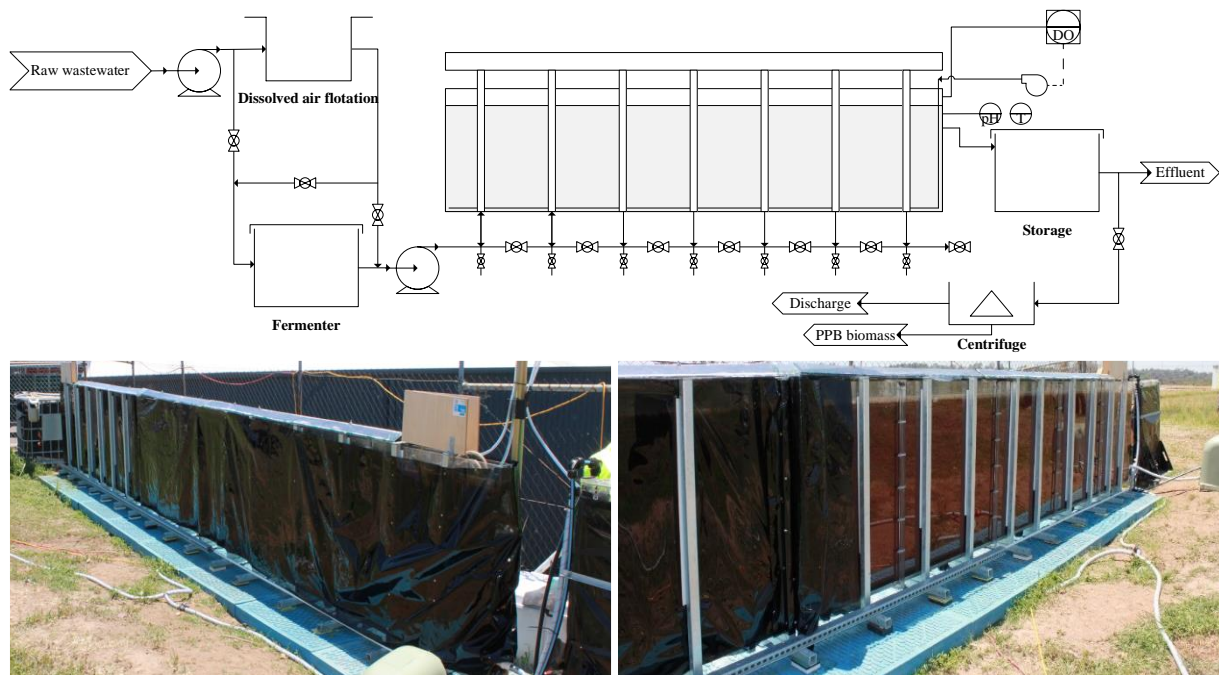 DO
Raw wastewater
Dissolved air flotation
pH
T
Effluent
Storage
Fermenter
Discharge
PPB biomass
Centrifuge